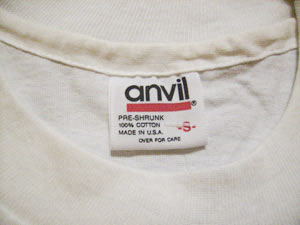 anvil®
PRE-SHRUNK
100% COTTON
MADE IN U.S.A. -S-
OVER FOR CARE